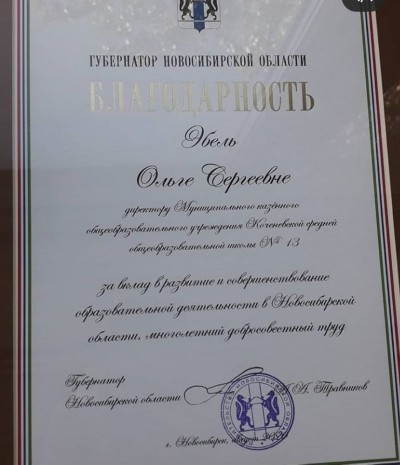 ГУБЕРНАТОР НОВОСИБИРСКОЙ ОБЛАСТИ
БЛАГОДАРНОСТЬ
Эбель
Ольге Сергеевне
директору Муниципального казённого
общеобразовательного учреждения Коченевской средней
общеобразовательной школы № 13
за вклад в развитие и совершенствование
образовательной деятельности в Новосибирской
области, многолетний добросовестный труд
Губернатор
Новосибирской области
А.А. Травников
г. Новосибирск,